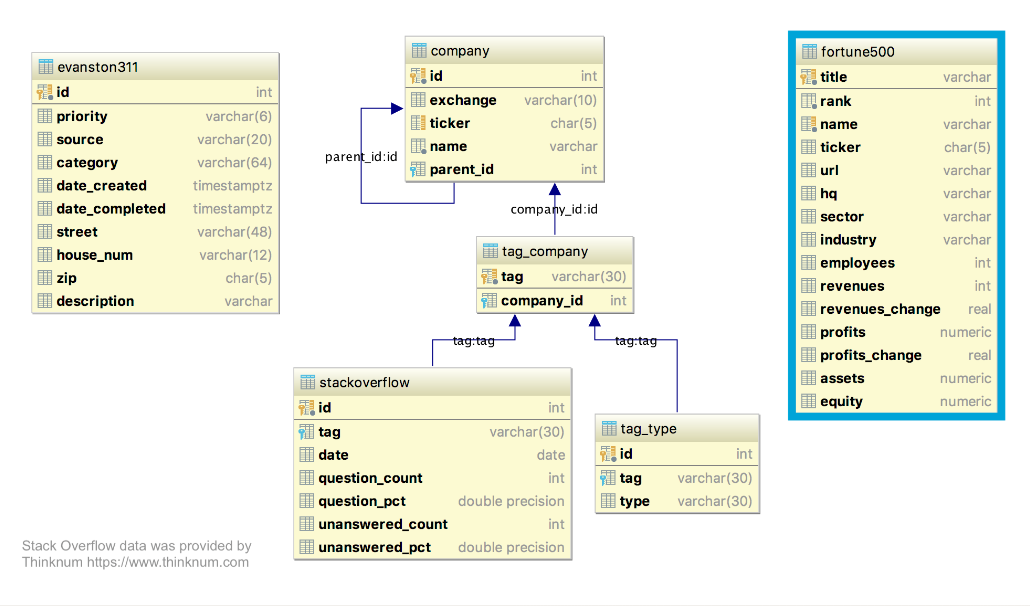 evanston311
id int
priority varchar(6)
source varchar(20)
category varchar(64)
date_created timestamptz
date_completed timestamptz
street varchar(48)
house_num varchar(12)
zip char(5)
description varchar
company
id int
exchange varchar(10)
ticker char(5)
name varchar
parent_id int
parent_id:id
company_id:id
tag_company
tag varchar(30)
company_id int
tag:tag
tag:tag
stackoverflow
id int
tag varchar(30)
date date
question_count int
question_pct double precision
unanswered_count int
unanswered_pct double precision
tag_type
id int
tag varchar(30)
type varchar(30)
fortune500
title varchar
rank int
name varchar
ticker char(5)
url varchar
hq varchar
sector varchar
industry varchar
employees int
revenues int
revenues_change real
profits numeric
profits_change real
assets numeric
equity numeric
Stack Overflow data was provided by
Thinknum https://www.thinknum.com